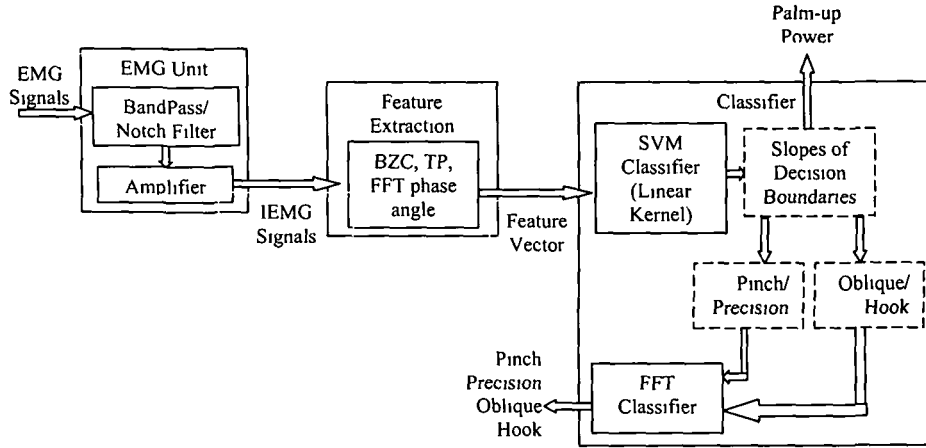 Palm-up
Power
EMG
Signals
EMG Unit
BandPass/
Notch Filter
Amplifier
IEMG
Signals
Feature
Extraction
BZC, TP,
FFT phase
angle
Feature
Vector
Classifier
SVM
Classifier
(Linear
Kernel)
Slopes of
Decision
Boundaries
Pinch/
Precision
Oblique/
Hook
FFT
Classifier
Pinch
Precision
Oblique
Hook